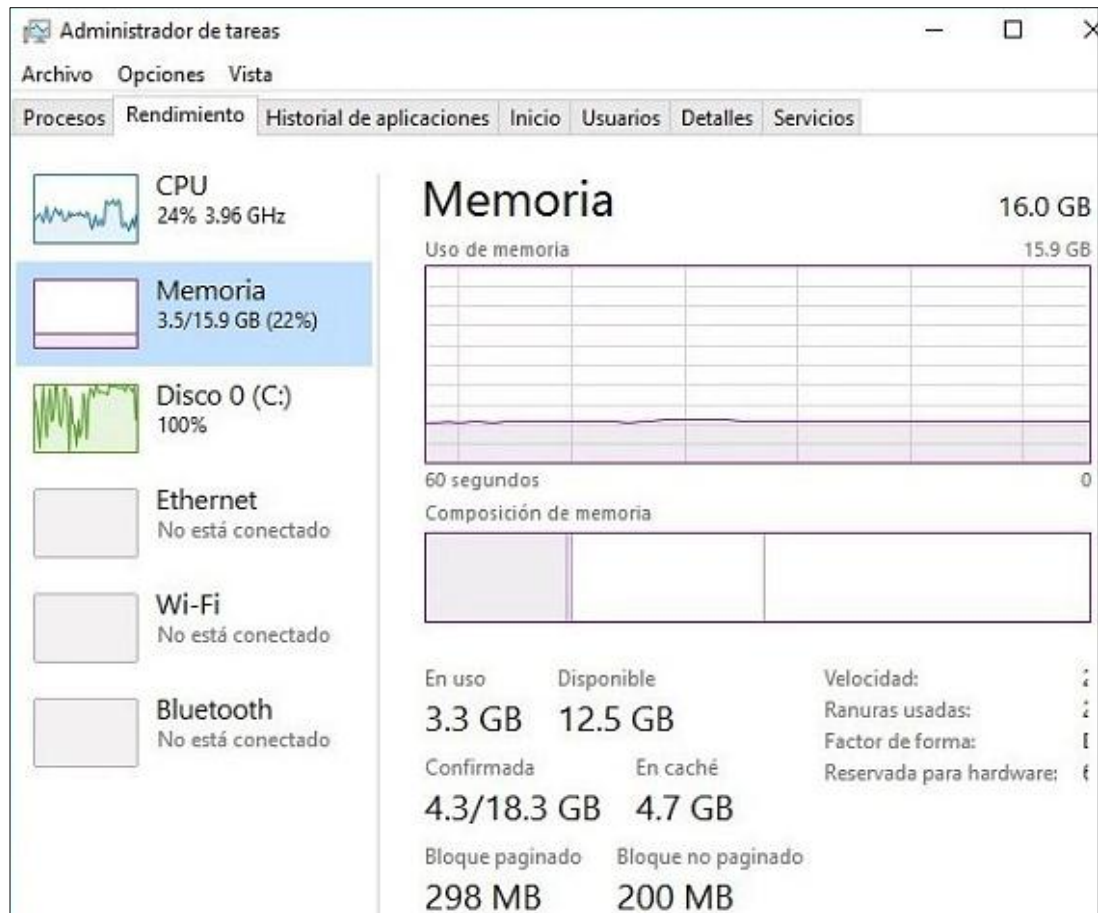 Administrador de tareas
Archivo Opciones Vista
Procesos Rendimiento Historial de aplicaciones Inicio Usuarios Detalles Servicios
CPU
24% 3.96 GHz
Memoria
3.5/15.9 GB (22%)
Disco 0 (C:)
100%
Ethernet
No está conectado
Wi-Fi
No está conectado
Bluetooth
No está conectado
Memoria 16.0 GB
Uso de memoria 15.9 GB
60 segundos 0
Composición de memoria
En uso Disponible
3.3 GB 12.5 GB
Confirmada En caché
4.3/18.3 GB 4.7 GB
Bloque paginado Bloque no paginado
298 MB 200 MB
Velocidad:
Ranuras usadas:
Factor de forma:
Reservada para hardware: